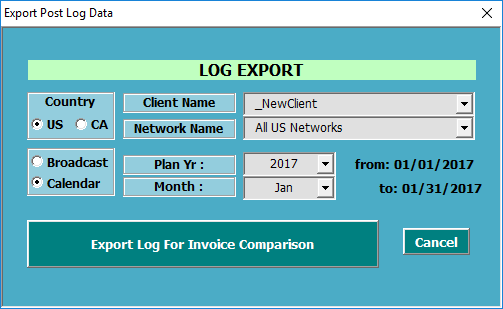 Export Post Log Data
LOG EXPORT
Country
US CA
Client Name _NewClient
Network Name All US Networks
Broadcast
Calendar
Plan Yr : 2017 from: 01/01/2017
Month : Jan to: 01/31/2017
Export Log For Invoice Comparison
Cancel